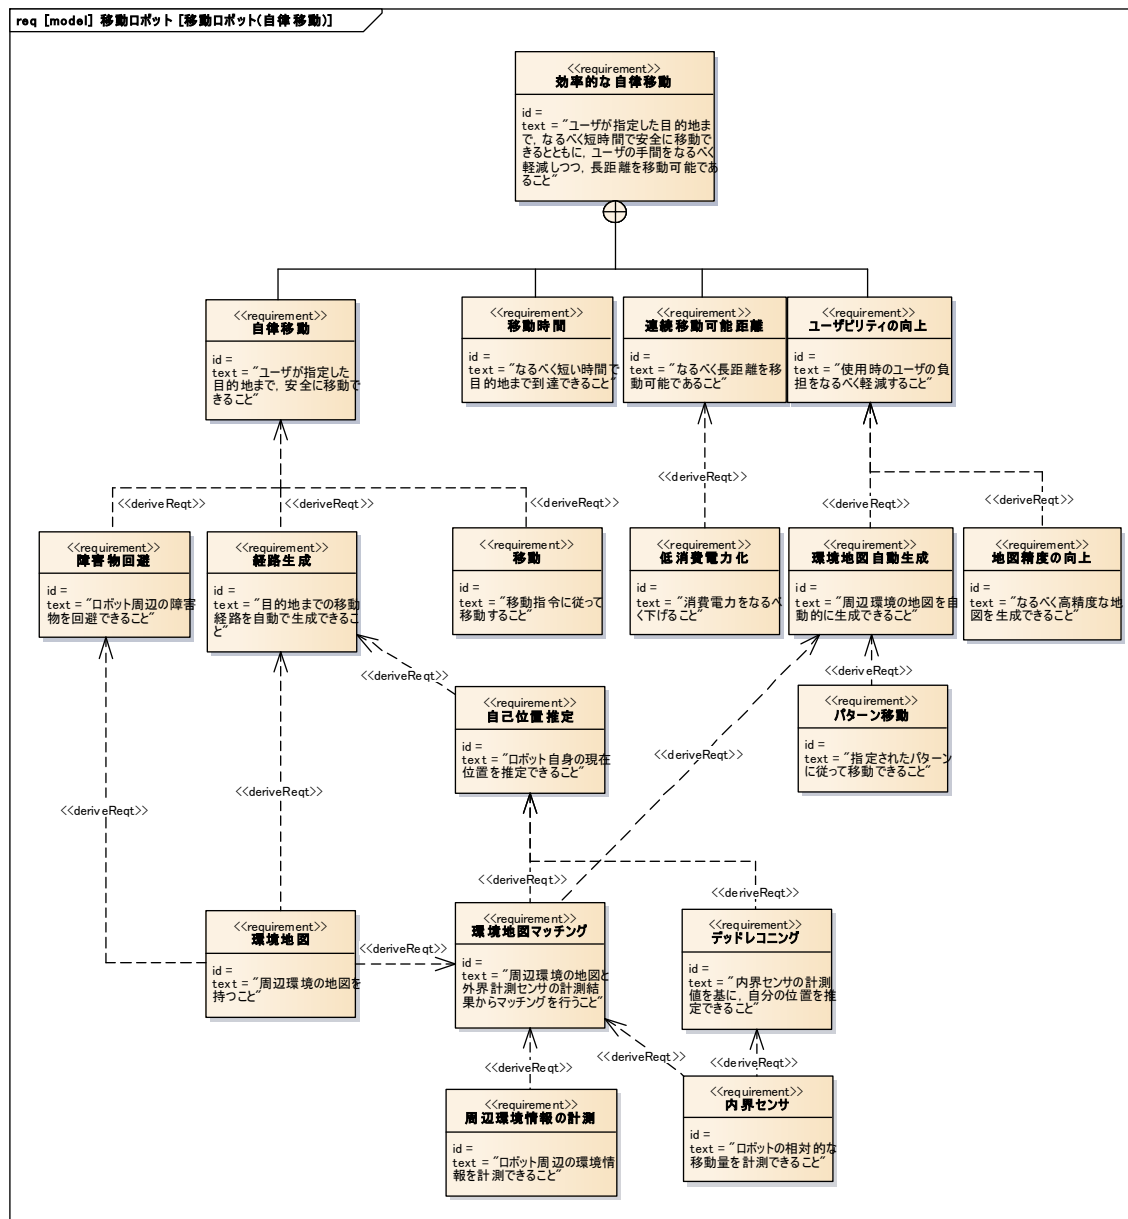 req [model] 移動ロボット [移動ロボット(自律移動)]
<<requirement>>
効率的な自律移動
id =
text = "ユーザが指定した目的地ま
で, なるべく短時間で安全に移動で
きるとともに, ユーザの手間をなるべく
軽減しつつ, 長距離を移動可能であ
ること"
<<requirement>>
自律移動
id =
text = "ユーザが指定した
目的地まで, 安全に移動で
きること"
<<requirement>>
移動時間
id =
text = "なるべく短い時間で
目的地まで到達できること"
<<requirement>>
連続移動可能距離
id =
text = "なるべく長距離を移
動可能であること"
<<requirement>>
ユーザビリティの向上
id =
text = "使用時のユーザの負
担をなるべく軽減すること"
<<deriveReqt>>
<<deriveReqt>>
<<deriveReqt>>
<<deriveReqt>>
<<deriveReqt>>
<<deriveReqt>>
<<requirement>>
障害物回避
id =
text = "ロボット周辺の障害
物を回避できること"
<<requirement>>
経路生成
id =
text = "目的地までの移動
経路を自動で生成できるこ
と"
<<requirement>>
移動
id =
text = "移動指令に従って
移動すること"
<<requirement>>
低消費電力化
id =
text = "消費電力をなるべ
く下げること"
<<requirement>>
環境地図自動生成
id =
text = "周辺環境の地図を自
動的に生成できること"
<<requirement>>
地図精度の向上
id =
text = "なるべく高精度な地
図を生成できること"
<<deriveReqt>>
<<deriveReqt>>
<<requirement>>
自己位置推定
id =
text = "ロボット自身の現在
位置を推定できること"
<<requirement>>
パターン移動
id =
text = "指定されたパターン
に従って移動できること"
<<deriveReqt>>
<<deriveReqt>>
<<deriveReqt>>
<<deriveReqt>>
<<deriveReqt>>
<<requirement>>
環境地図
id =
text = "周辺環境の地図を
持つこと"
<<deriveReqt>>
<<requirement>>
環境地図マッチング
id =
text = "周辺環境の地図と
外界計測センサの計測結
果からマッチングを行うこと"
<<requirement>>
デッドレコニング
id =
text = "内界センサの計測
値を基に, 自分の位置を推
定できること"
<<deriveReqt>>
<<deriveReqt>>
<<deriveReqt>>
<<requirement>>
周辺環境情報の計測
id =
text = "ロボット周辺の環境情
報を計測できること"
<<requirement>>
内界センサ
id =
text = "ロボットの相対的な
移動量を計測できること"